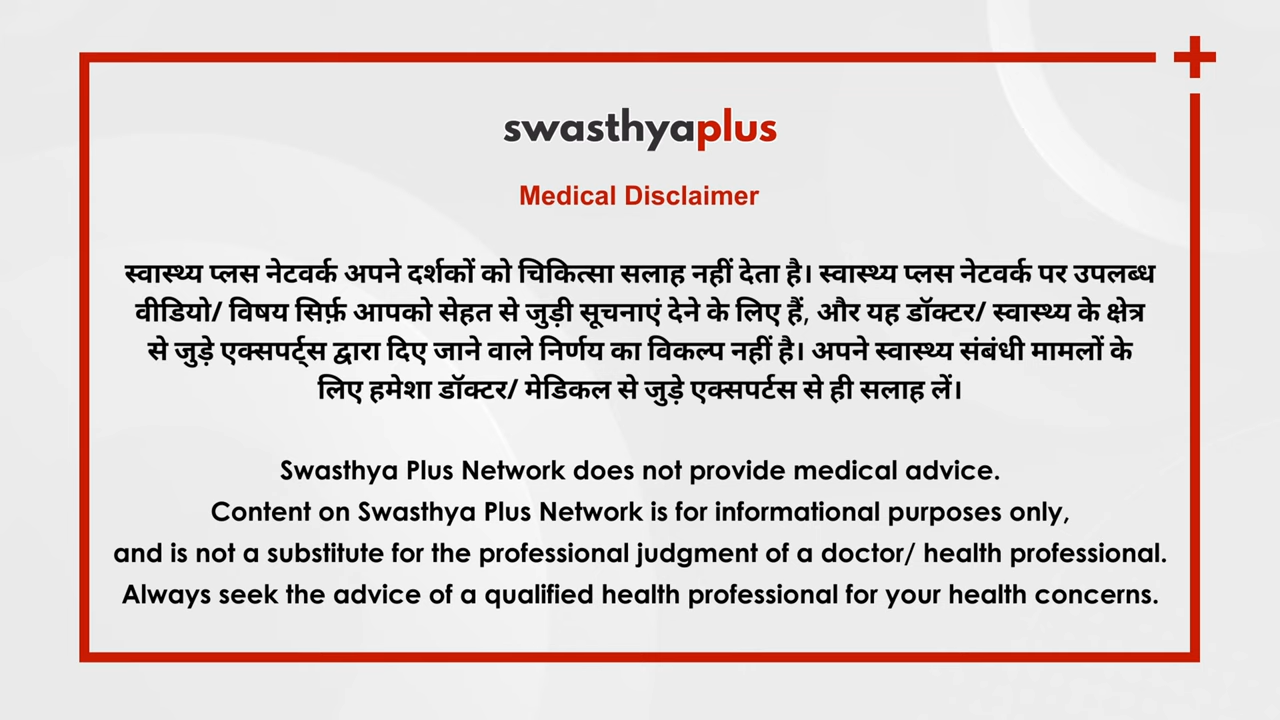 swasthyaplus
Medical Disclaimer
स्वास्थ्य प्लस नेटवर्क अपने दर्शकों को चिकित्सा सलाह नहीं देता है। स्वास्थ्य प्लस नेटवर्क पर उपलब्ध
वीडियो/ विषय सिर्फ़ आपको सेहत से जुड़ी सूचनाएं देने के लिए हैं, और यह डॉक्टर/ स्वास्थ्य के क्षेत्र
से जुड़े एक्सपर्ट्स द्वारा दिए जाने वाले निर्णय का विकल्प नहीं है। अपने स्वास्थ्य संबंधी मामलों के
लिए हमेशा डॉक्टर/ मेडिकल से जुड़े एक्सपर्टस से ही सलाह लें।
Swasthya Plus Network does not provide medical advice.
Content on Swasthya Plus Network is for informational purposes only,
and is not a substitute for the professional judgment of a doctor/ health professional.
Always seek the advice of a qualified health professional for your health concerns.